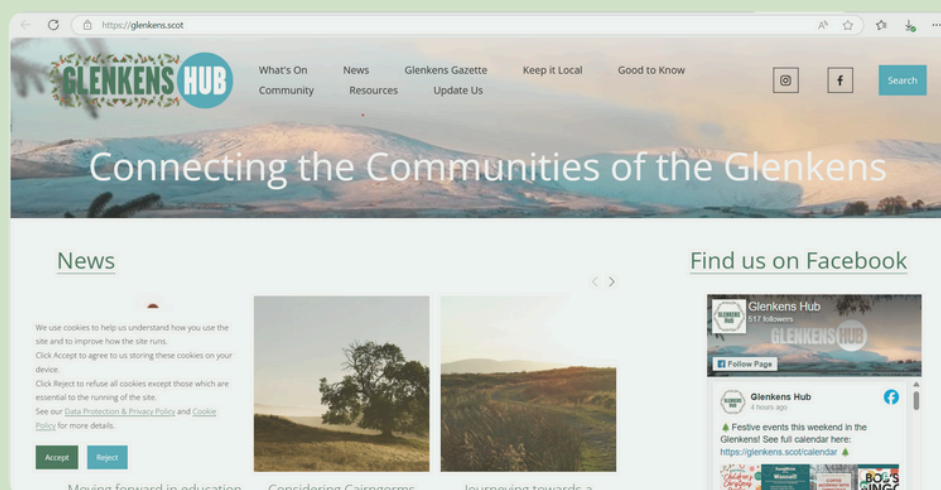 https://glenkens.scot
GLENKENS HUB
What's On News Glenkens Gazette Keep it Local Good to Know
Community Resources Update Us
Search
Connecting the Communities of the Glenkens
News
Find us on Facebook
We use cookies to help us understand how you use the
site and to improve how the site runs.
Click Accept to agree to us storing these cookies on your
device.
Click Reject to refuse all cookies except those which are
essential to the running of the site.
See our Data Protection & Privacy Policy and Cookie
Policy for more details.
Accept Reject
Moving forward in education
Considering Cairngorms
Journeying towards a
Glenkens Hub
517 followers
GLENKENS HUB
Follow Page
Glenkens Hub
4 hours ago
🌲 Festive events this weekend in the
Glenkens! See full calendar here:
https://glenkens.scot/calendar 🌲
Children's
Christmas
BOB'S